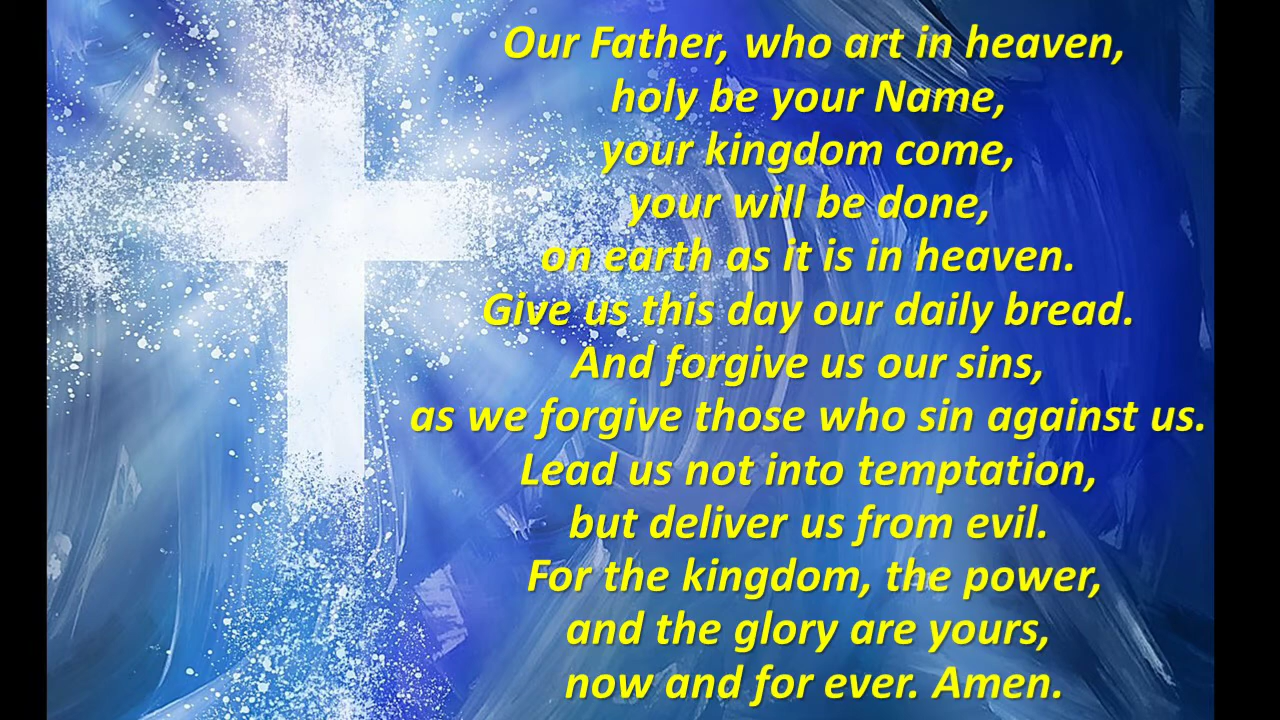 Our Father, who art in heaven,
holy be your Name,
your kingdom come,
your will be done,
on earth as it is in heaven.
Give us this day our daily bread.
And forgive us our sins,
as we forgive those who sin against us.
Lead us not into temptation,
but deliver us from evil.
For the kingdom, the power,
and the glory are yours,
now and for ever. Amen.